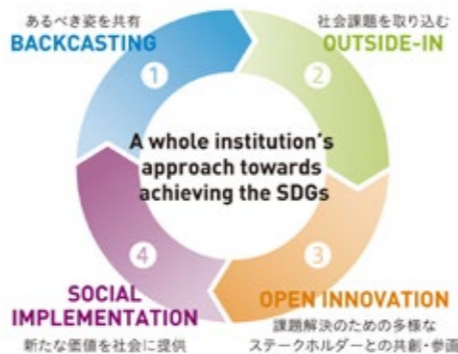 あるべき姿を共有
BACKCASTING
1
社会課題を取り込む
OUTSIDE-IN
2
A whole institution's
approach towards
achieving the SDGs
3
OPEN INNOVATION
課題解決のための多様な
ステークホルダーとの共創・参画
4
SOCIAL
IMPLEMENTATION
新たな価値を社会に提供